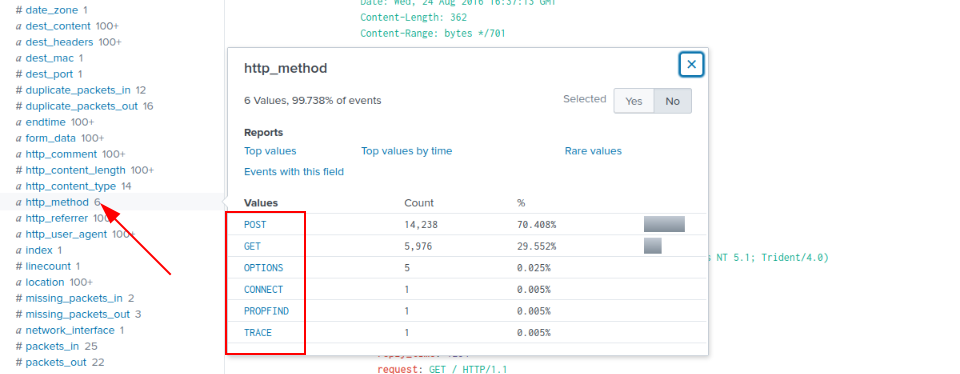 # date_zone 1
a dest_content 100+
a dest_headers 100+
a dest_mac 1
# dest_port 1
# duplicate_packets_in 12
# duplicate_packets_out 16
a endtime 100+
a form_data 100+
a http_comment 100+
# http_content_length 100+
a http_content_type 14
a http_method 6
a http_referrer 100+
a http_user_agent 100+
a index 1
# linecount 1
a location 100+
# missing_packets_in 2
# missing_packets_out 3
a network_interface 1
# packets_in 25
# packets_out 22
Date: Wed, 24 Aug 2016 16:37:13 GMT
Content-Length: 362
Content-Range: bytes */701
http_method
6 Values, 99.738% of events
Selected Yes No
Reports
Top values Top values by time Rare values
Events with this field
Values Count %
POST 14,238 70.408%
GET 5,976 29.552%
OPTIONS 5 0.025%
CONNECT 1 0.005%
PROPFIND 1 0.005%
TRACE 1 0.005%
NT 5.1; Trident/4.0)
request: GET / HTTP/1.1